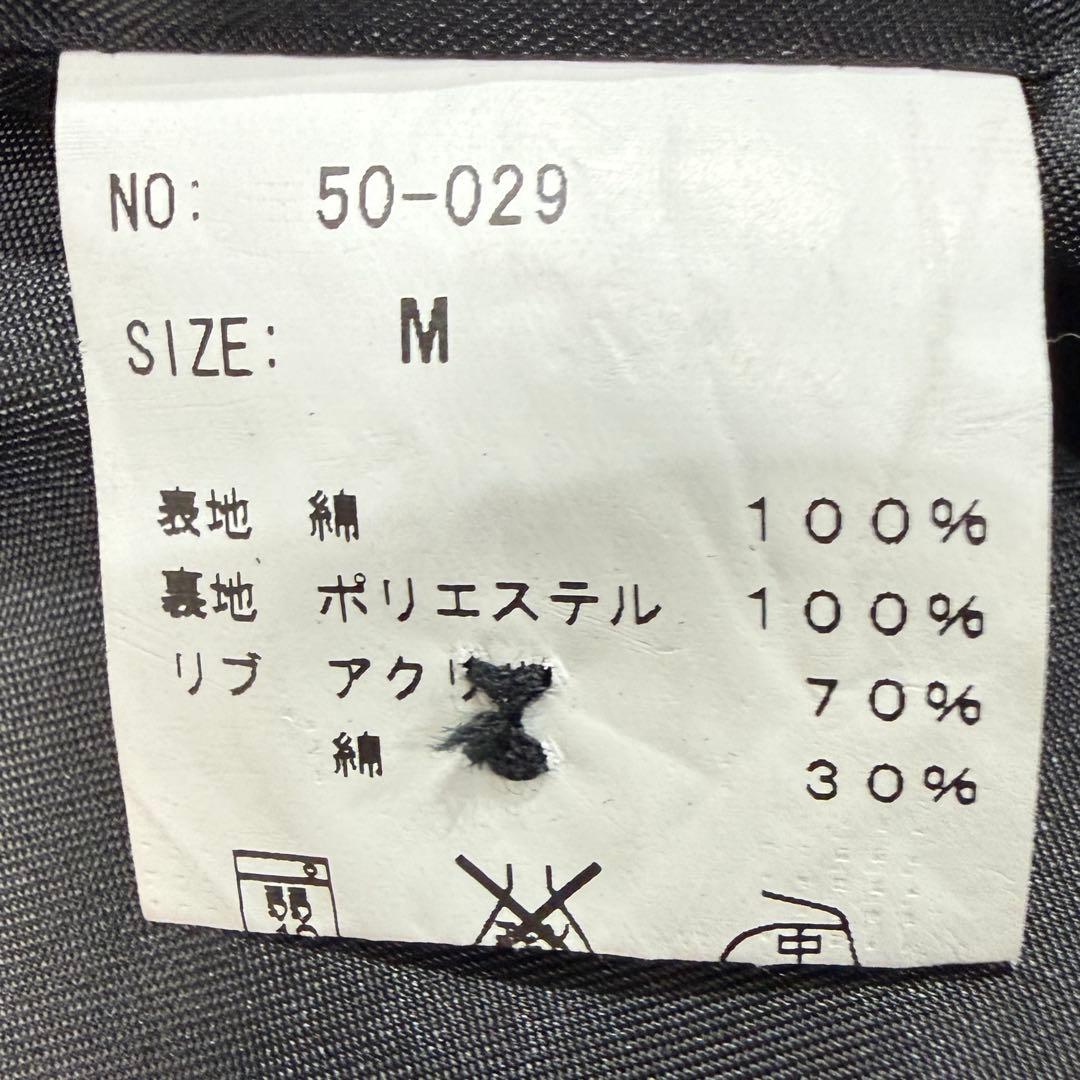 NO: 50-029
SIZE: M
表地 綿 100%
裏地 ポリエステル 100%
リブ アク 70%
綿 30%
中